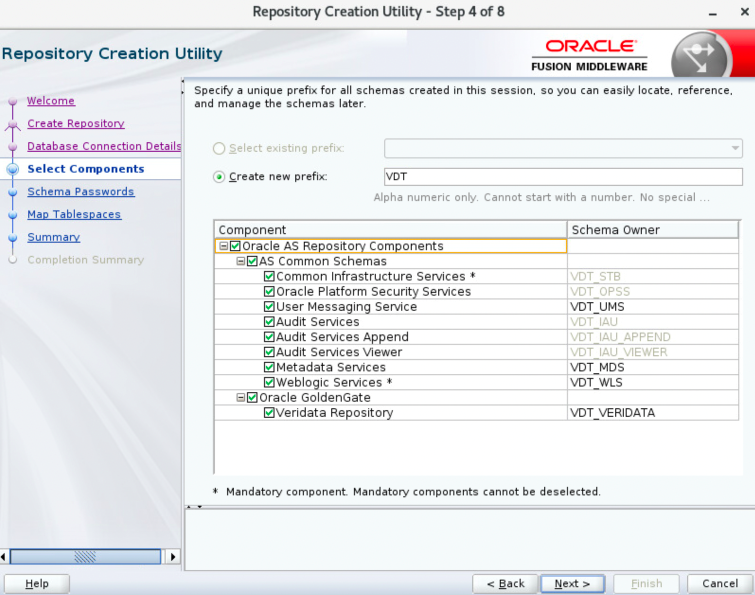 Repository Creation Utility - Step 4 of 8
Repository Creation Utility
ORACLE
FUSION MIDDLEWARE
Welcome
Create Repository
Database Connection Details
Select Components
Schema Passwords
Map Tablespaces
Summary
Completion Summary
Specify a unique prefix for all schemas created in this session, so you can easily locate, reference,
and manage the schemas later.
Select existing prefix:
Create new prefix: VDT
Alpha numeric only. Cannot start with a number. No special ...
Component Schema Owner
Oracle AS Repository Components
AS Common Schemas
Common Infrastructure Services * VDT_STB
Oracle Platform Security Services VDT_OPSS
User Messaging Service VDT_UMS
Audit Services VDT_IAU
Audit Services Append VDT_IAU_APPEND
Audit Services Viewer VDT_IAU_VIEWER
Metadata Services VDT_MDS
Weblogic Services * VDT_WLS
Oracle GoldenGate
Veridata Repository VDT_VERIDATA
* Mandatory component. Mandatory components cannot be deselected.
Help
< Back
Next >
Finish
Cancel